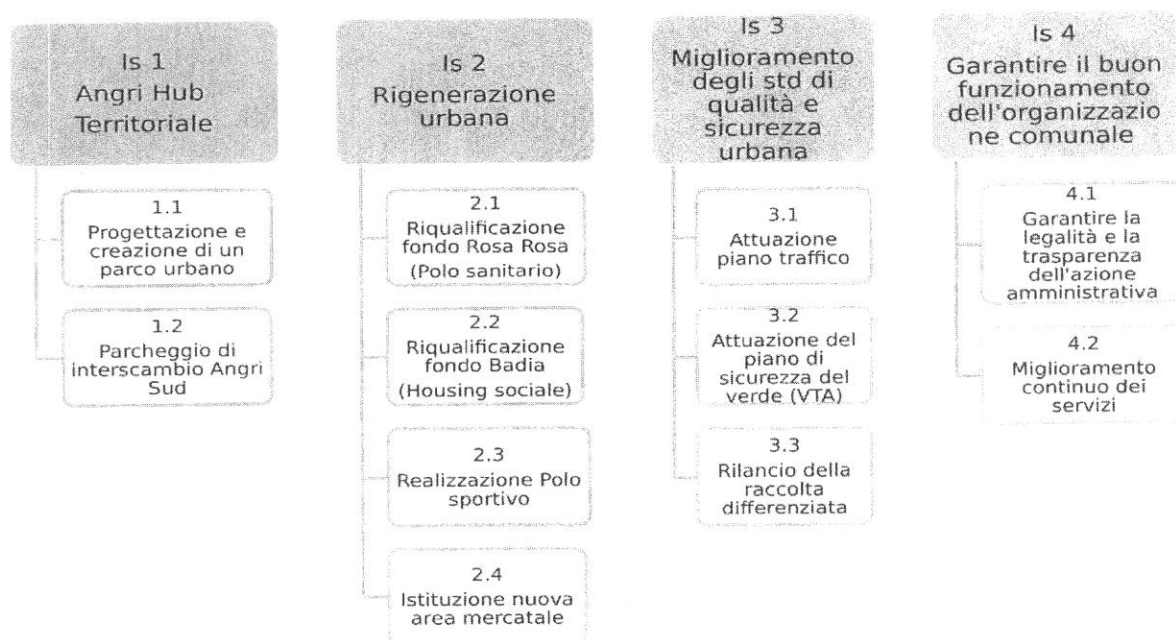 Is 1
Angri Hub
Territoriale
1.1
Progettazione e
creazione di un
parco urbano
1.2
Parcheggio di
interscambio Angri
Sud
Is 2
Rigenerazione
urbana
2.1
Riqualificazione
fondo Rosa Rosa
(Polo sanitario)
2.2
Riqualificazione
fondo Badia
(Housing sociale)
2.3
Realizzazione Polo
sportivo
2.4
Istituzione nuova
area mercatale
Is 3
Miglioramento
degli std di
qualità e
sicurezza
urbana
3.1
Attuazione
piano traffico
3.2
Attuazione del
piano di
sicurezza del
verde (VTA)
3.3
Rilancio della
raccolta
differenziata
Is 4
Garantire il buon
funzionamento
dell'organizzazio
ne comunale
4.1
Garantire la
legalità e la
trasparenza
dell'azione
amministrativa
4.2
Miglioramento
continuo dei
servizi